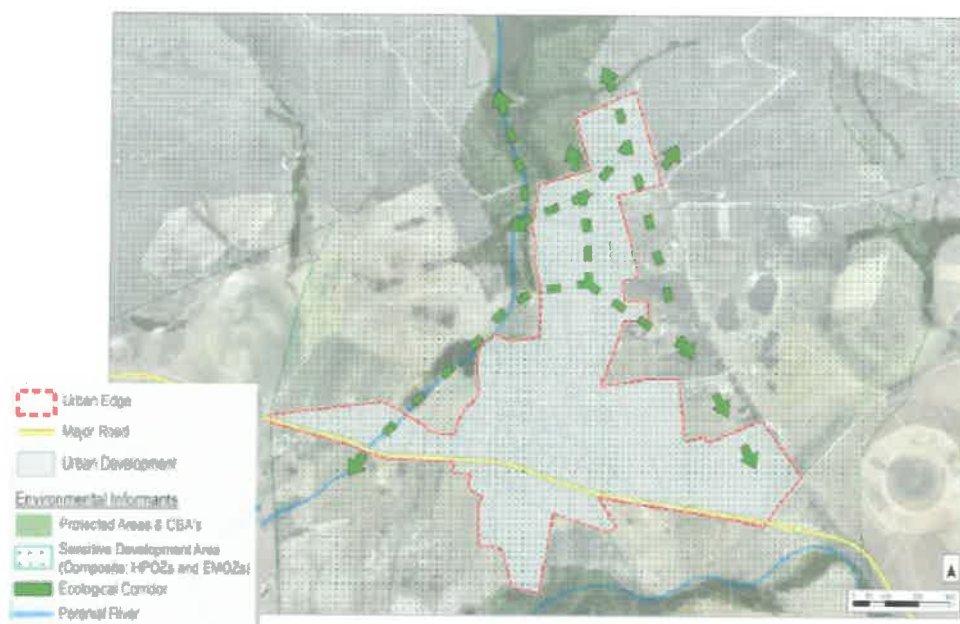 Urban Edge
Major Road
Urban Development
Environmental Informants
Protected Areas & CBA's
Sensitive Development Area
(Composite: HPOZs and EMOZs)
Ecological Corridor
Perennial River